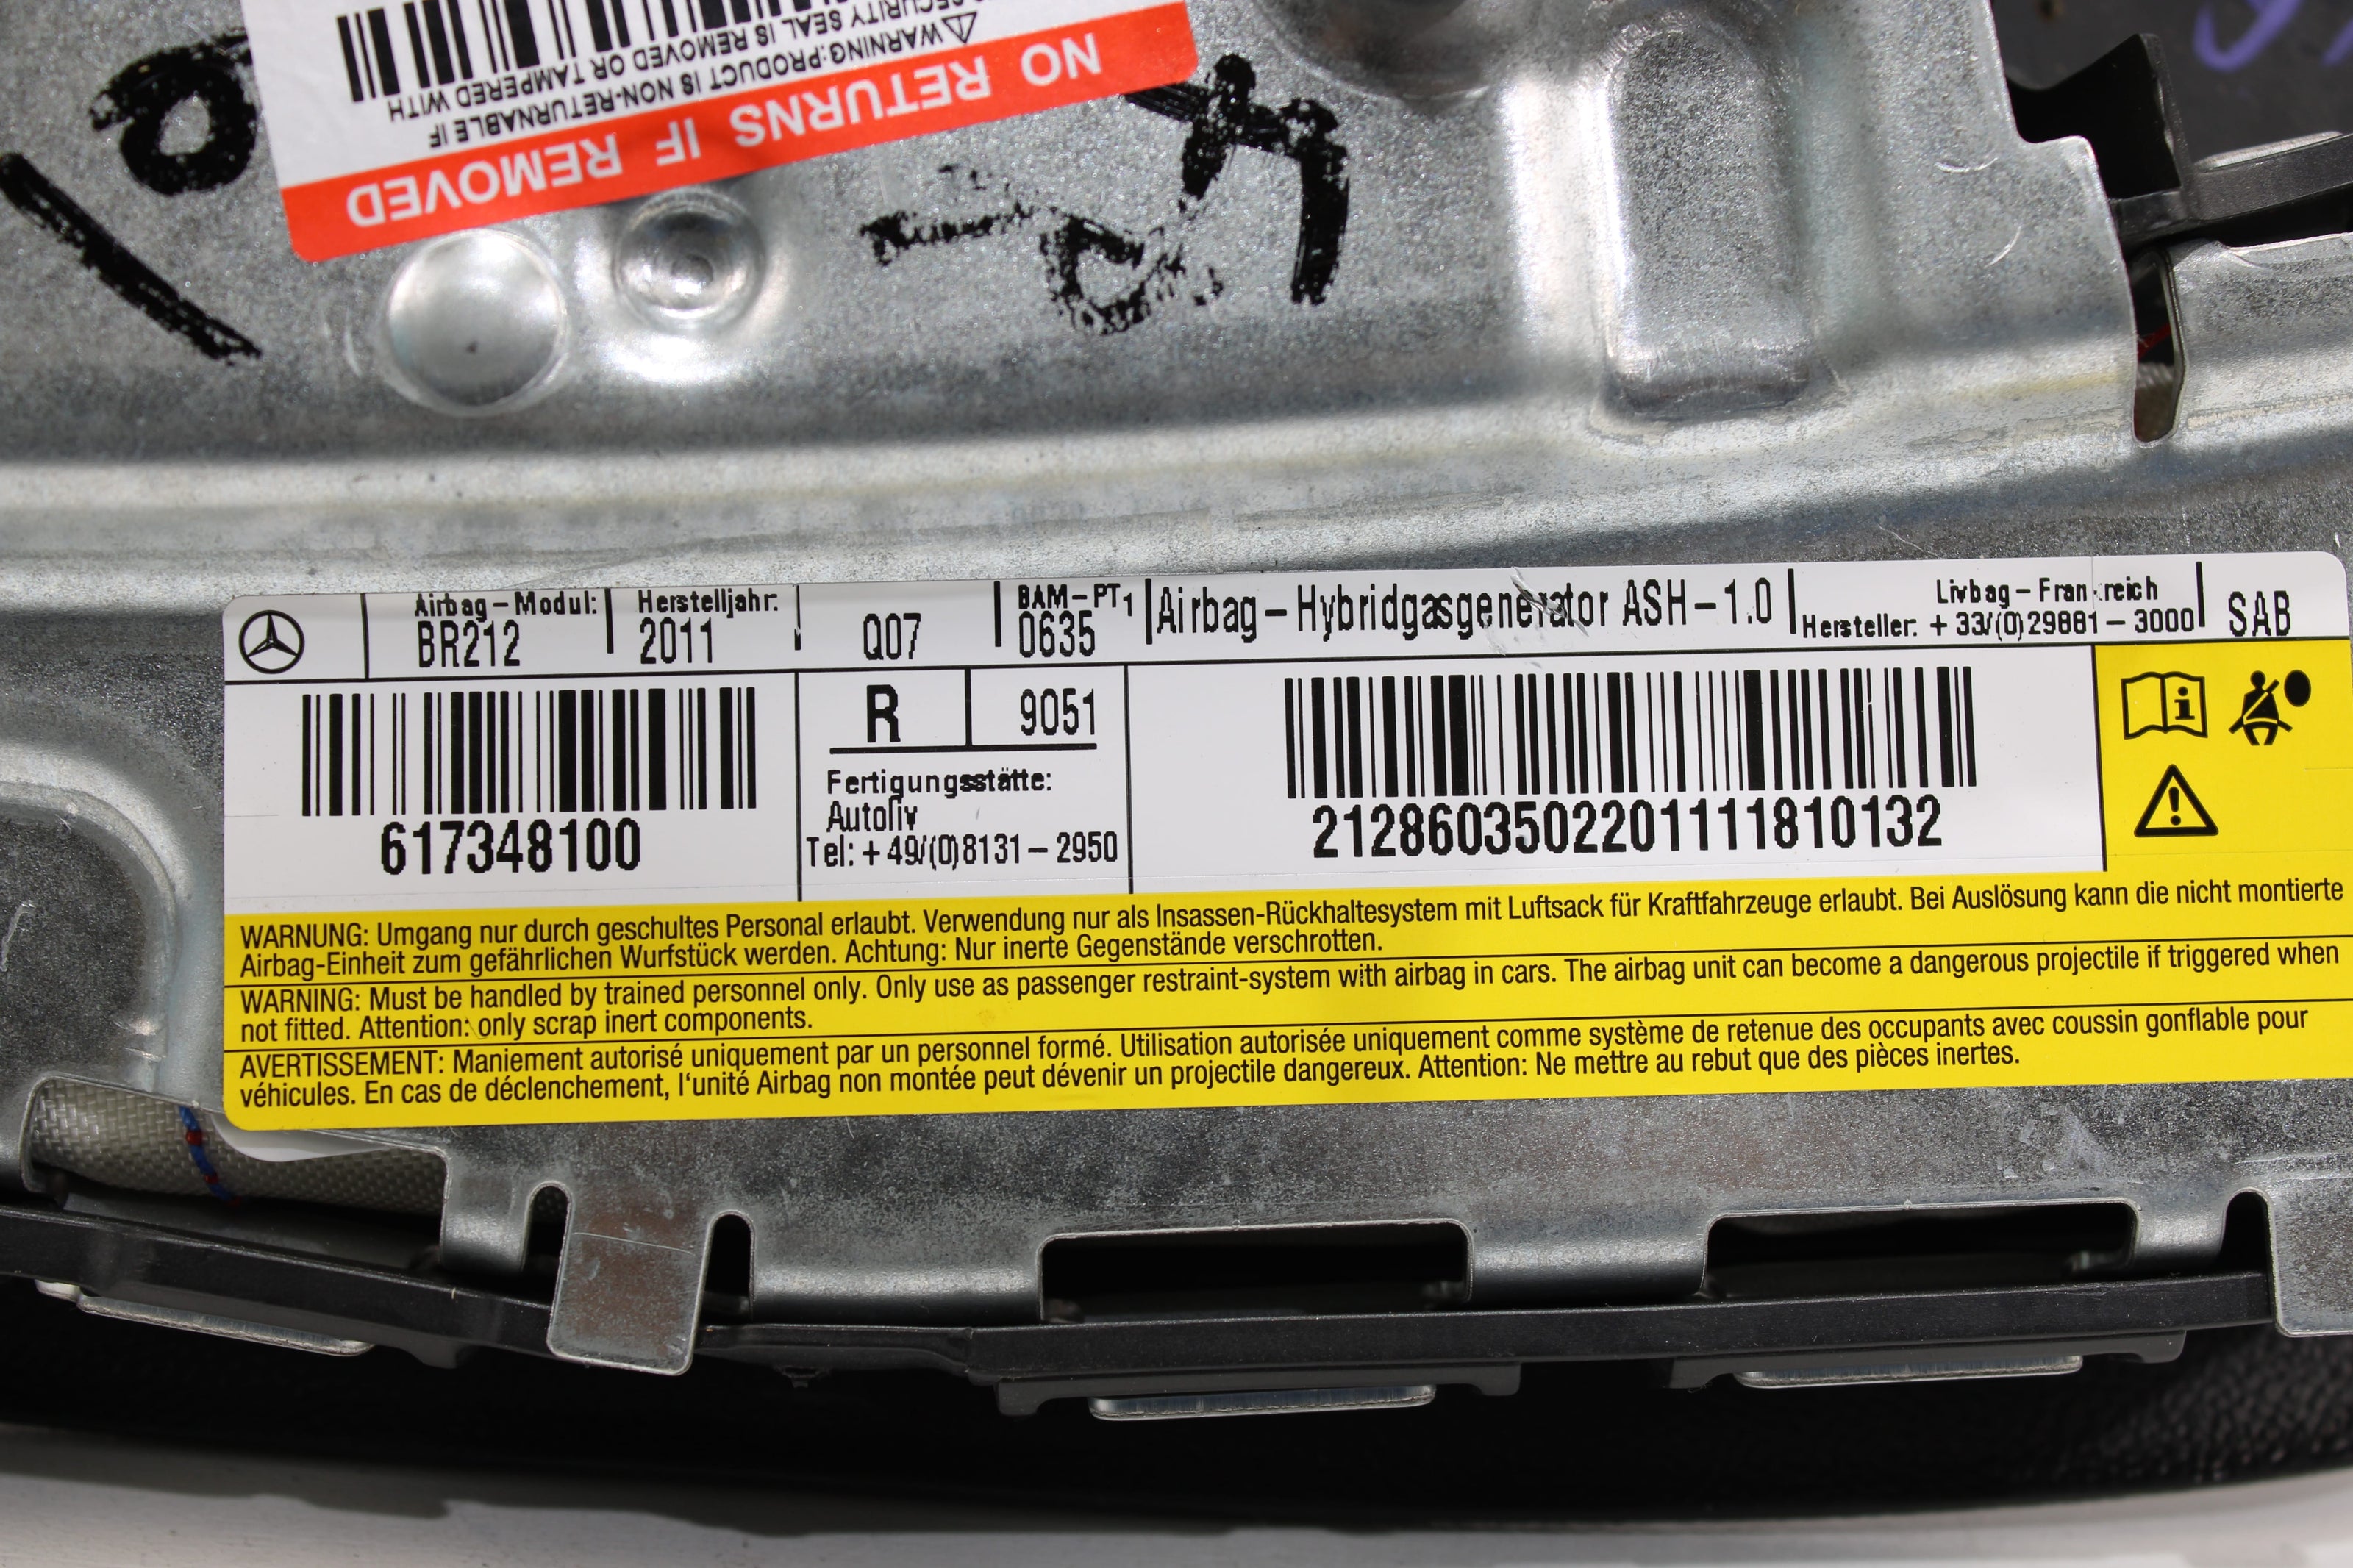 NO RETURNS IF REMOVED
⚠WARNING:PRODUCT IS NON-RETURNABLE IF
SECURITY SEAL IS REMOVED OR TAMPERED WITH
Airbag-Modul:
BR212
Herstelljahr:
2011
Q07
BAM-PT1
0635
Airbag-Hybridgasgenerator ASH-1.0
Livbag-Frankreich
Hersteller: +33/(0)29881-3000
SAB
617348100
R
9051
Fertigungsstätte:
Autoliv
Tel: +49/(0)8131-2950
2128603502201111810132
WARNUNG: Umgang nur durch geschultes Personal erlaubt. Verwendung nur als Insassen-Rückhaltesystem mit Luftsack für Kraftfahrzeuge erlaubt. Bei Auslösung kann die nicht montierte
Airbag-Einheit zum gefährlichen Wurfstück werden. Achtung: Nur inerte Gegenstände verschrotten.
WARNING: Must be handled by trained personnel only. Only use as passenger restraint-system with airbag in cars. The airbag unit can become a dangerous projectile if triggered when
not fitted. Attention: only scrap inert components.
AVERTISSEMENT: Maniement autorisé uniquement par un personnel formé. Utilisation autorisée uniquement comme système de retenue des occupants avec coussin gonflable pour
véhicules. En cas de déclenchement, l'unité Airbag non montée peut dévenir un projectile dangereux. Attention: Ne mettre au rebut que des pièces inertes.